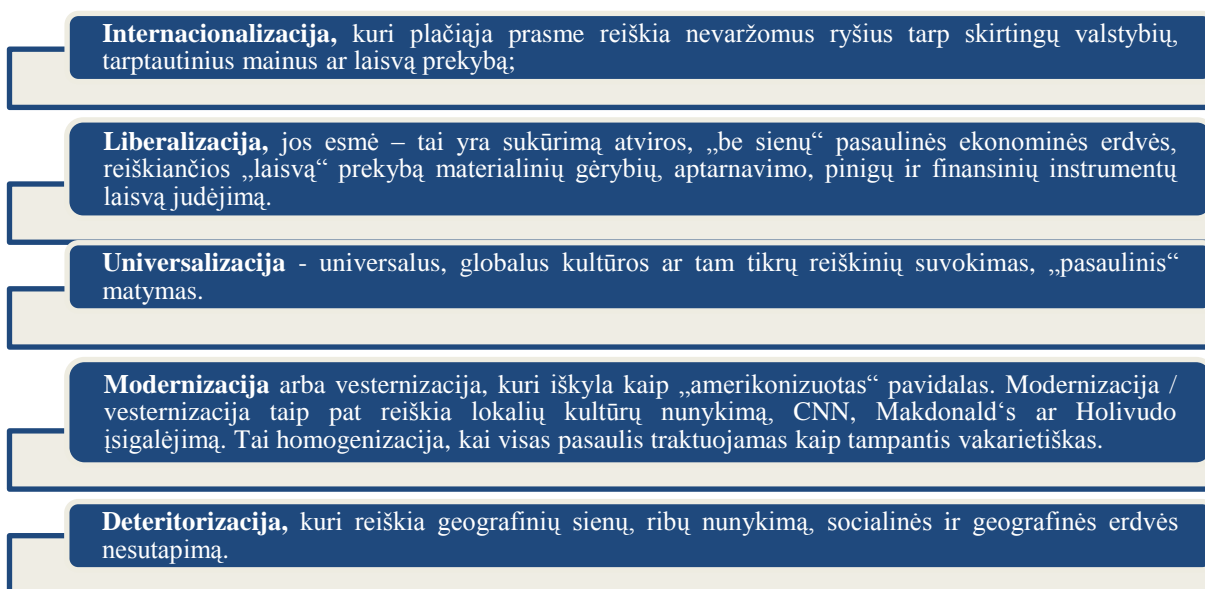 Internacionalizacija, kuri plačiąja prasme reiškia nevaržomus ryšius tarp skirtingų valstybių,
tarptautinius mainus ar laisvą prekybą;
Liberalizacija, jos esmė – tai yra sukūrimą atviros, „be sienų“ pasaulinės ekonominės erdvės,
reiškiančios „laisvą“ prekybą materialinių gėrybių, aptarnavimo, pinigų ir finansinių instrumentų
laisvą judėjimą.
Universalizacija - universalus, globalus kultūros ar tam tikrų reiškinių suvokimas, „pasaulinis“
matymas.
Modernizacija arba vesternizacija, kuri iškyla kaip „amerikonizuotas“ pavidalas. Modernizacija /
vesternizacija taip pat reiškia lokalių kultūrų nunykimą, CNN, Makdonald‘s ar Holivudo
įsigalėjimą. Tai homogenizacija, kai visas pasaulis traktuojamas kaip tampantis vakarietiškas.
Deteritorizacija, kuri reiškia geografinių sienų, ribų nunykimą, socialinės ir geografinės erdvės
nesutapimą.